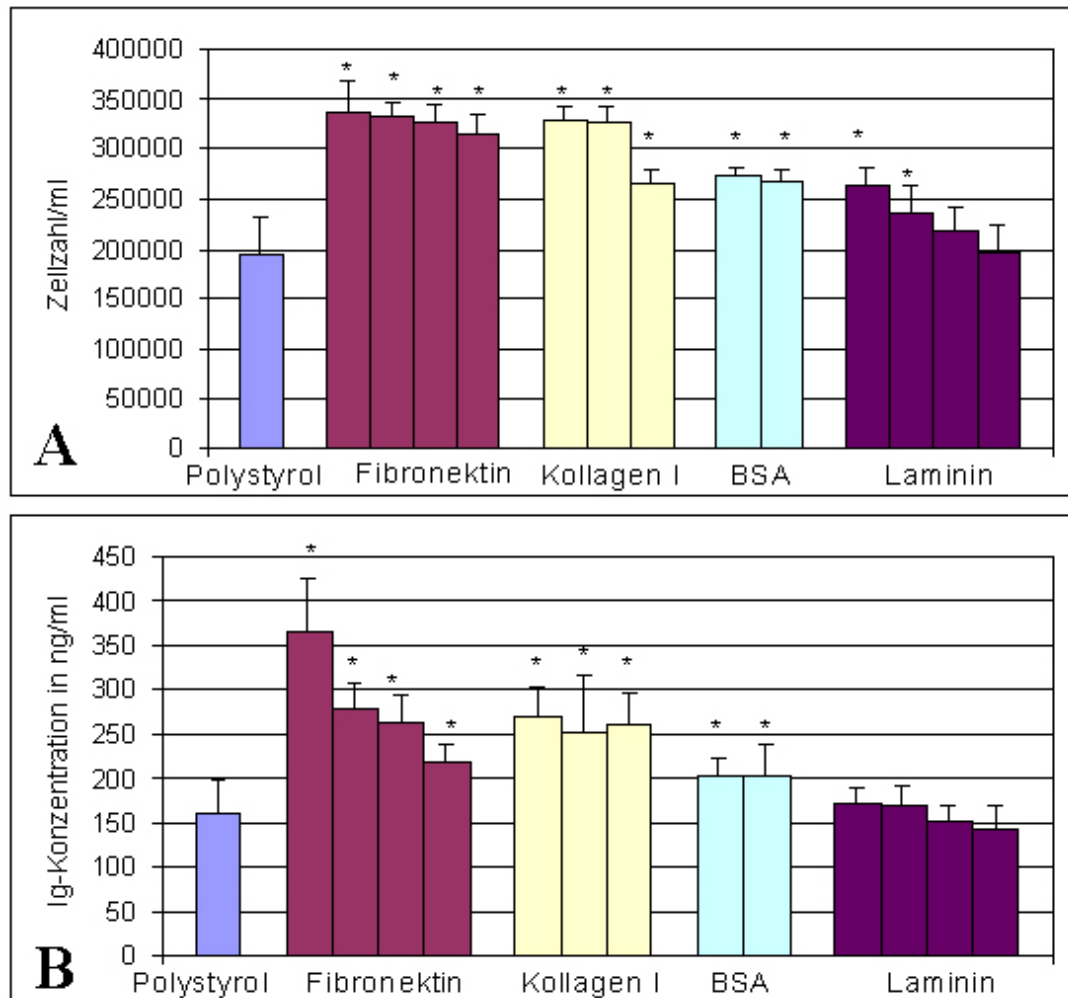 400000
350000
300000
250000
200000
150000
100000
50000
0
Zellzahl/ml
* * * * * * * * * * *
A
Polystyrol Fibronektin Kollagen I BSA Laminin
450
400
350
300
250
200
150
100
50
0
Ig-Konzentration in ng/ml
* * * * * * * * *
B
Polystyrol Fibronektin Kollagen I BSA Laminin